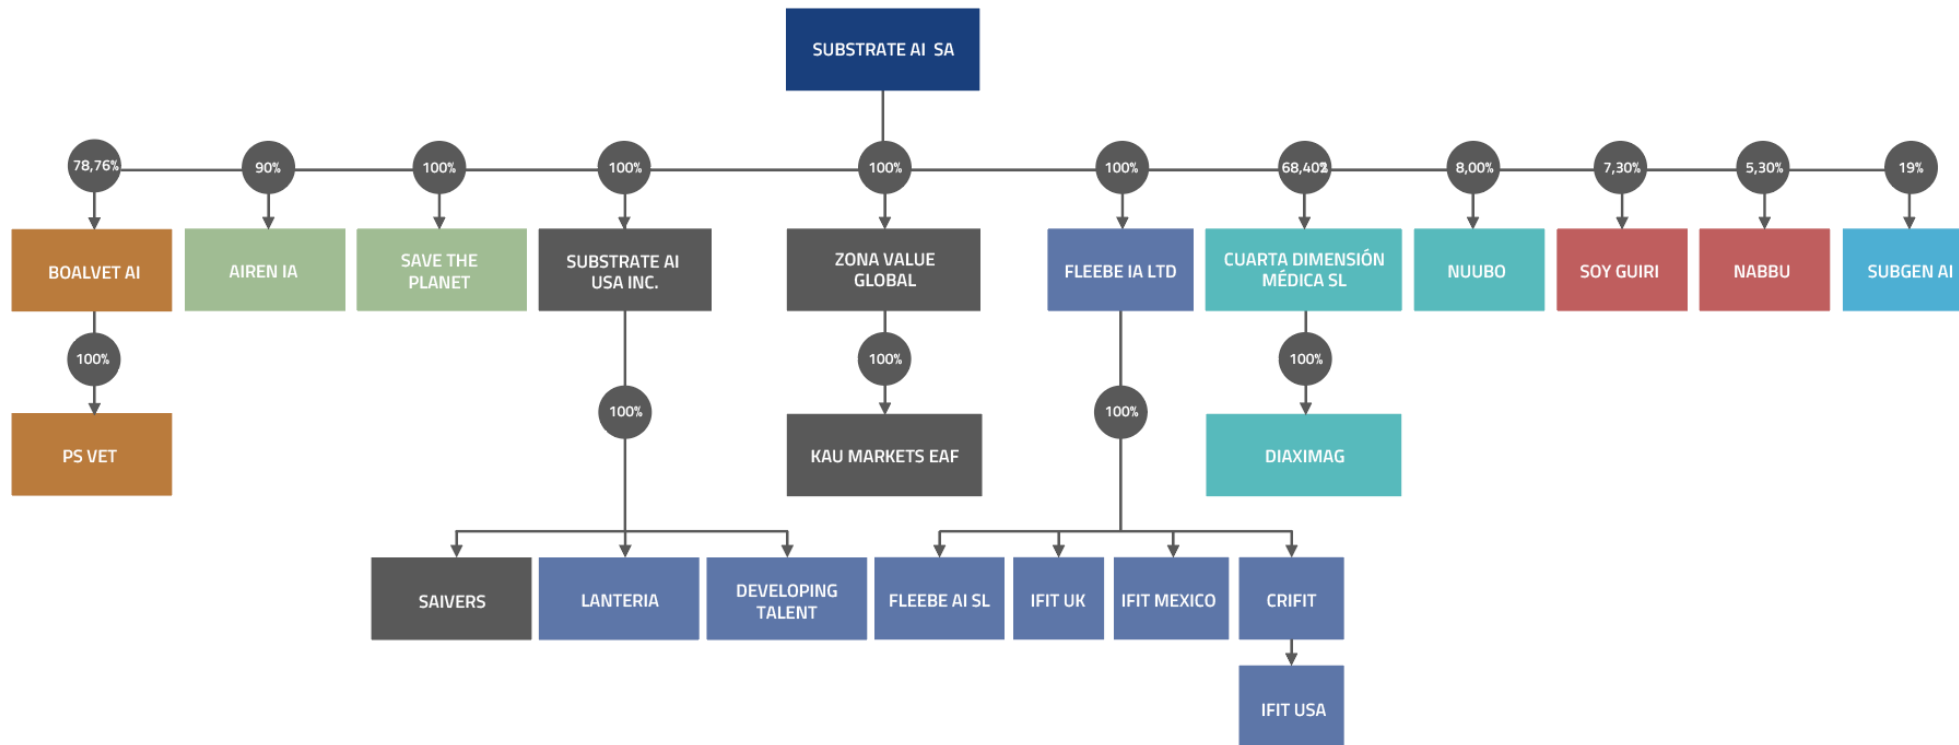 SUBSTRATE AI SA
78,76%
90%
100%
100%
100%
100%
68,40%
8,00%
7,30%
5,30%
19%
BOALVET AI
AIREN IA
SAVE THE
PLANET
SUBSTRATE AI
USA INC.
ZONA VALUE
GLOBAL
FLEEBE IA LTD
CUARTA DIMENSIÓN
MÉDICA SL
NUUBO
SOY GUIRI
NABBU
SUBGEN AI
100%
100%
100%
100%
100%
PS VET
KAU MARKETS EAF
DIAXIMAG
SAIVERS
LANTERIA
DEVELOPING
TALENT
FLEEBE AI SL
IFIT UK
IFIT MEXICO
CRIFIT
IFIT USA